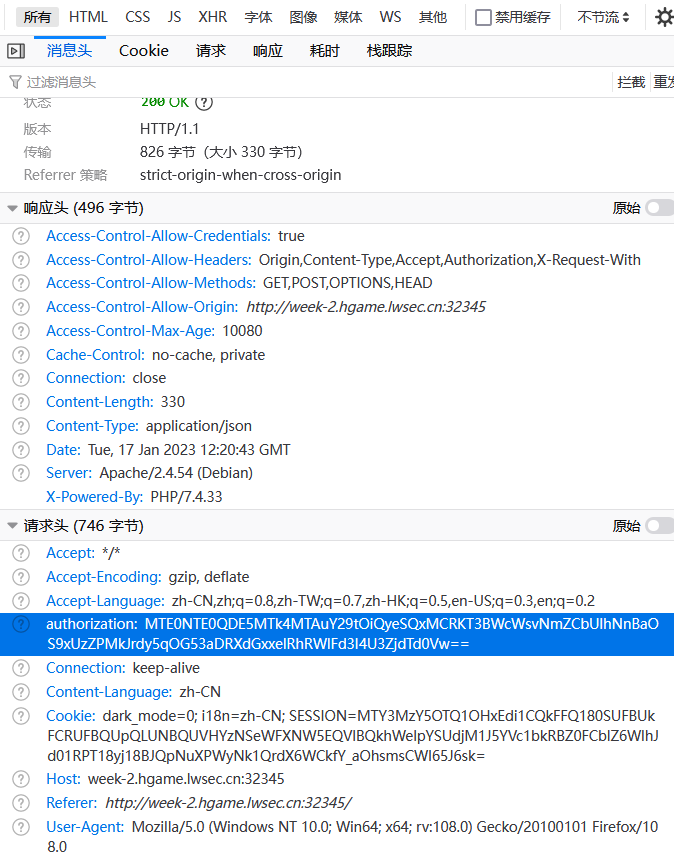 所有 HTML CSS JS XHR 字体 图像 媒体 WS 其他 禁用缓存 不节流
消息头 Cookie 请求 响应 耗时 栈跟踪
过滤消息头 拦截 重发
状态 200 OK
版本 HTTP/1.1
传输 826 字节（大小 330 字节）
Referrer 策略 strict-origin-when-cross-origin
响应头 (496 字节) 原始
Access-Control-Allow-Credentials: true
Access-Control-Allow-Headers: Origin,Content-Type,Accept,Authorization,X-Request-With
Access-Control-Allow-Methods: GET,POST,OPTIONS,HEAD
Access-Control-Allow-Origin: http://week-2.hgame.lwsec.cn:32345
Access-Control-Max-Age: 10080
Cache-Control: no-cache, private
Connection: close
Content-Length: 330
Content-Type: application/json
Date: Tue, 17 Jan 2023 12:20:43 GMT
Server: Apache/2.4.54 (Debian)
X-Powered-By: PHP/7.4.33
请求头 (746 字节) 原始
Accept: */*
Accept-Encoding: gzip, deflate
Accept-Language: zh-CN,zh;q=0.8,zh-TW;q=0.7,zh-HK;q=0.5,en-US;q=0.3,en;q=0.2
authorization: MTE0NTE0QDE5MTk4MTAuY29tOiQyeSQxMCRKT3BWcWsvNmZCbUlhNnBaO
S9xUzZPMkJrdy5qOG53aDRXdGxxelRhRWlFd3I4U3ZjdTd0Vw==
Connection: keep-alive
Content-Language: zh-CN
Cookie: dark_mode=0; i18n=zh-CN; SESSION=MTY3MzY5OTQ1OHxEdi1CQkFFQ180SUFBUk
FCRUFBQUpQLUNBQUVHYzNSeWFXNW5EQVlBQkhWelpYSUdjM1J5YVc1bkRBZ0FCblZ6WlhJ
d01RPT18yj18BJQpNuXPWyNk1QrdX6WCkfY_aOhsmsCWl65J6sk=
Host: week-2.hgame.lwsec.cn:32345
Referer: http://week-2.hgame.lwsec.cn:32345/
User-Agent: Mozilla/5.0 (Windows NT 10.0; Win64; x64; rv:108.0) Gecko/20100101 Firefox/10
8.0